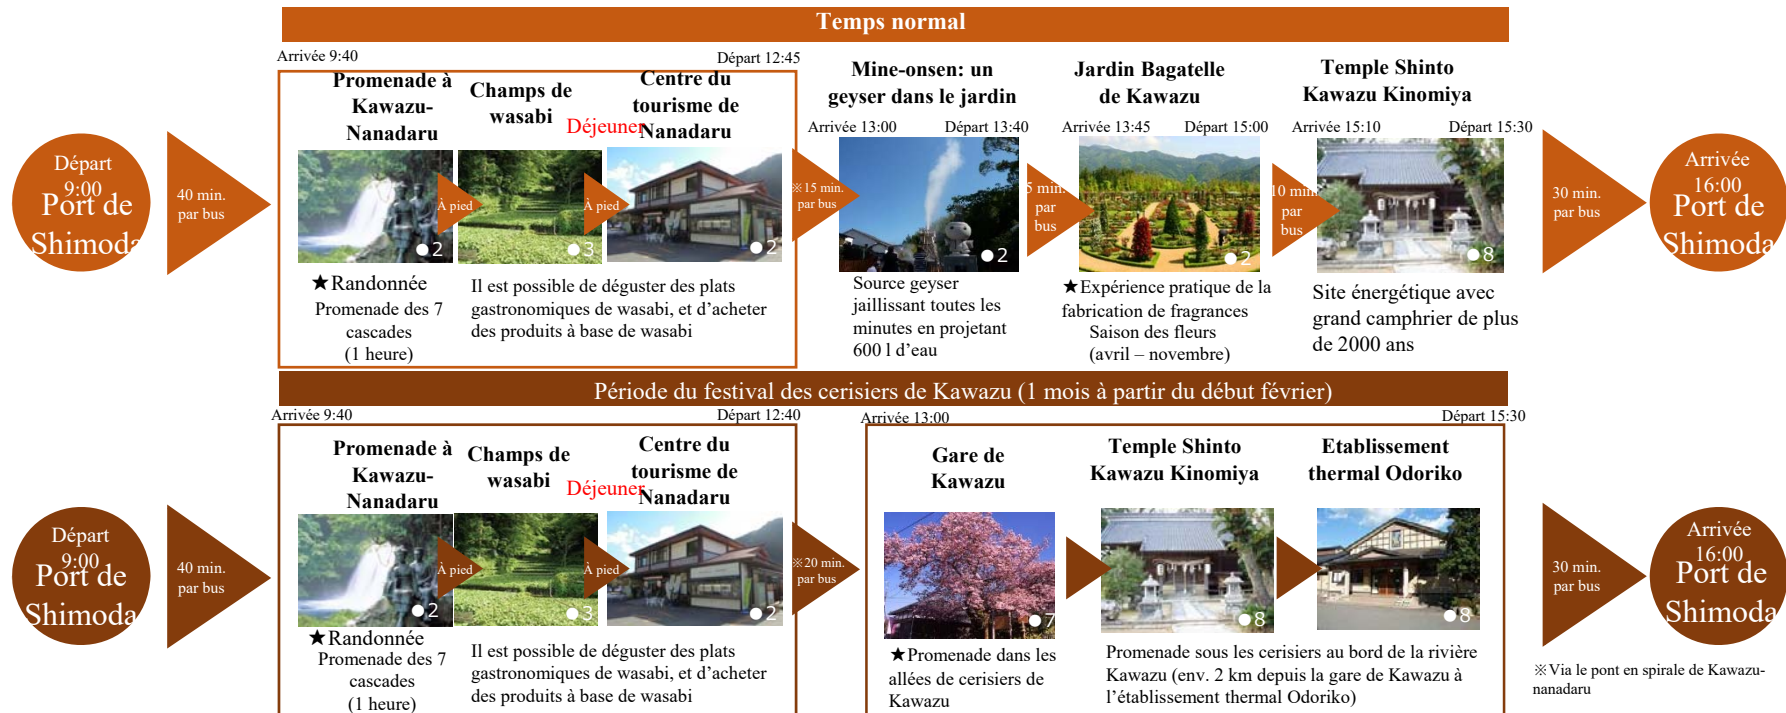 Temps normal
Arrivée 9:40
Départ 12:45
Promenade à
Kawazu-
Nanadaru
Champs de
wasabi
Déjeuner
Centre du
tourisme de
Nanadaru
Mine-onsen: un
geyser dans le jardin
Arrivée 13:00
Départ 13:40
Jardin Bagatelle
de Kawazu
Arrivée 13:45
Départ 15:00
Temple Shinto
Kawazu Kinomiya
Arrivée 15:10
Départ 15:30
Départ
9:00
Port de
Shimoda
40 min.
par bus
À pied
À pied
※15 min.
par bus
5 min.
par
bus
10 min.
par
bus
30 min.
par bus
Arrivée
16:00
Port de
Shimoda
●2
●3
●2
●2
●2
●8
★Randonnée
Promenade des 7
cascades
(1 heure)
Il est possible de déguster des plats
gastronomiques de wasabi, et d’acheter
des produits à base de wasabi
Source geyser
jaillissant toutes les
minutes en projetant
600 l d’eau
★Expérience pratique de la
fabrication de fragrances
Saison des fleurs
(avril – novembre)
Site énergétique avec
grand camphrier de plus
de 2000 ans
Période du festival des cerisiers de Kawazu (1 mois à partir du début février)
Arrivée 9:40
Départ 12:40
Arrivée 13:00
Départ 15:30
Promenade à
Kawazu-
Nanadaru
Champs de
wasabi
Déjeuner
Centre du
tourisme de
Nanadaru
Gare de
Kawazu
Temple Shinto
Kawazu Kinomiya
Etablissement
thermal Odoriko
Départ
9:00
Port de
Shimoda
40 min.
par bus
À pied
À pied
※20 min.
par bus
30 min.
par bus
Arrivée
16:00
Port de
Shimoda
●2
●3
●2
●7
●8
●8
★Randonnée
Promenade des 7
cascades
(1 heure)
Il est possible de déguster des plats
gastronomiques de wasabi, et d’acheter
des produits à base de wasabi
★Promenade dans les
allées de cerisiers de
Kawazu
Promenade sous les cerisiers au bord de la rivière
Kawazu (env. 2 km depuis la gare de Kawazu à
l’établissement thermal Odoriko)
※Via le pont en spirale de Kawazu-
nanadaru